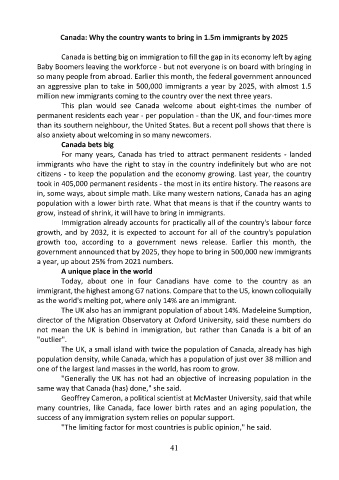 Canada: Why the country wants to bring in 1.5m immigrants by 2025
Canada is betting big on immigration to fill the gap in its economy left by aging
Baby Boomers leaving the workforce - but not everyone is on board with bringing in
so many people from abroad. Earlier this month, the federal government announced
an aggressive plan to take in 500,000 immigrants a year by 2025, with almost 1.5
million new immigrants coming to the country over the next three years.
This plan would see Canada welcome about eight-times the number of
permanent residents each year - per population - than the UK, and four-times more
than its southern neighbour, the United States. But a recent poll shows that there is
also anxiety about welcoming in so many newcomers.
Canada bets big
For many years, Canada has tried to attract permanent residents - landed
immigrants who have the right to stay in the country indefinitely but who are not
citizens - to keep the population and the economy growing. Last year, the country
took in 405,000 permanent residents - the most in its entire history. The reasons are
in, some ways, about simple math. Like many western nations, Canada has an aging
population with a lower birth rate. What that means is that if the country wants to
grow, instead of shrink, it will have to bring in immigrants.
Immigration already accounts for practically all of the country's labour force
growth, and by 2032, it is expected to account for all of the country's population
growth too, according to a government news release. Earlier this month, the
government announced that by 2025, they hope to bring in 500,000 new immigrants
a year, up about 25% from 2021 numbers.
A unique place in the world
Today, about one in four Canadians have come to the country as an
immigrant, the highest among G7 nations. Compare that to the US, known colloquially
as the world's melting pot, where only 14% are an immigrant.
The UK also has an immigrant population of about 14%. Madeleine Sumption,
director of the Migration Observatory at Oxford University, said these numbers do
not mean the UK is behind in immigration, but rather than Canada is a bit of an
"outlier".
The UK, a small island with twice the population of Canada, already has high
population density, while Canada, which has a population of just over 38 million and
one of the largest land masses in the world, has room to grow.
"Generally the UK has not had an objective of increasing population in the
same way that Canada (has) done," she said.
Geoffrey Cameron, a political scientist at McMaster University, said that while
many countries, like Canada, face lower birth rates and an aging population, the
success of any immigration system relies on popular support.
"The limiting factor for most countries is public opinion," he said.
41